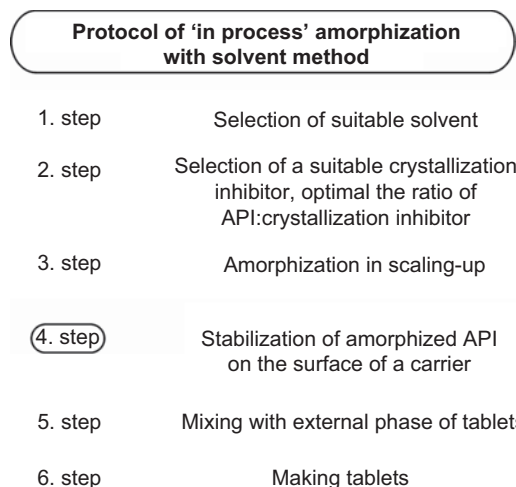 Protocol of ‘in process’ amorphization
with solvent method
1. step Selection of suitable solvent
2. step Selection of a suitable crystallization
inhibitor, optimal the ratio of
API:crystallization inhibitor
3. step Amorphization in scaling-up
4. step Stabilization of amorphized API
on the surface of a carrier
5. step Mixing with external phase of tablets
6. step Making tablets